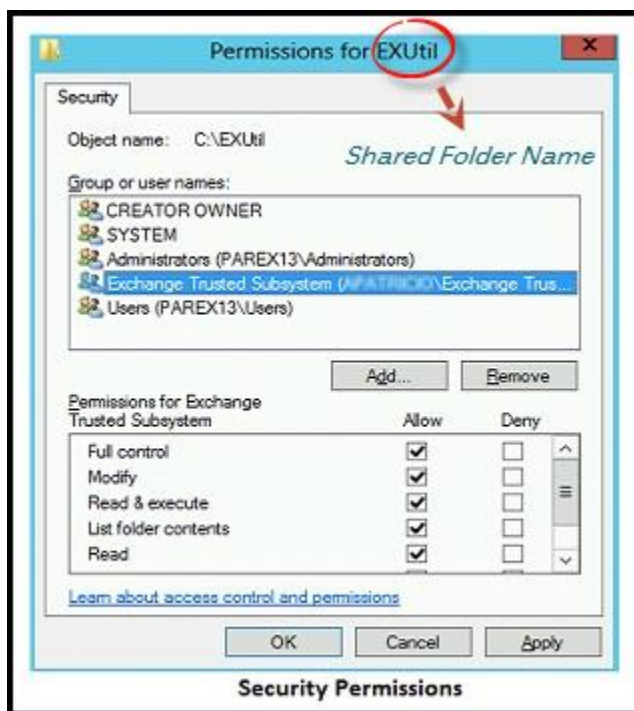 Permissions for EXUtil
Security
Object name: C:\EXUtil
Shared Folder Name
Group or user names:
CREATOR OWNER
SYSTEM
Administrators (PAREX13\Administrators)
Exchange Trusted Subsystem (\Exchange Trus...
Users (PAREX13\Users)
Add... Remove
Permissions for Exchange
Trusted Subsystem Allow Deny
Full control
Modify
Read & execute
List folder contents
Read
Learn about access control and permissions
OK Cancel Apply
Security Permissions